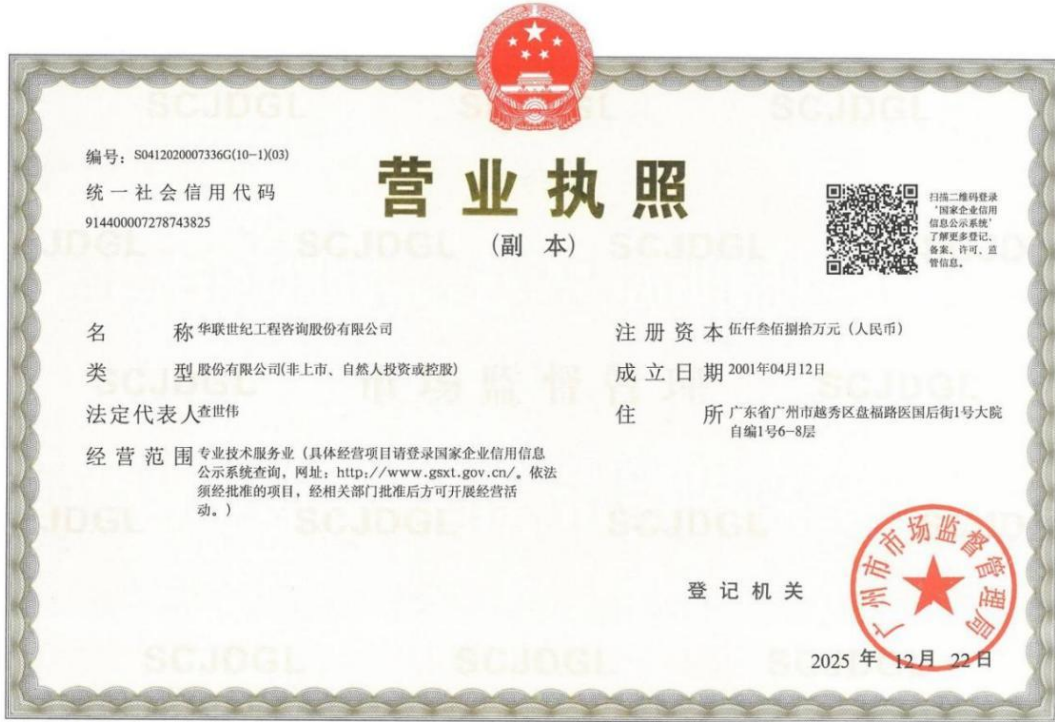 编号：S0412020007336G(10-1)(03)
统一社会信用代码
914400007278743825
营业执照
（副 本）
扫描二维码登录
'国家企业信用
信息公示系统'
了解更多登记、
备案、许可、监
管信息。
名 称 华联世纪工程咨询股份有限公司
类 型 股份有限公司(非上市、自然人投资或控股)
法定代表人 查世伟
经营范围 专业技术服务业（具体经营项目请登录国家企业信用信息
公示系统查询，网址：http://www.gsxt.gov.cn/。依法
须经批准的项目，经相关部门批准后方可开展经营活
动。）
注册资本 伍仟叁佰捌拾万元（人民币）
成立日期 2001年04月12日
住 所 广东省广州市越秀区盘福路医国后街1号大院
自编1号6-8层
登记机关
广州市市场监督管理局
2025 年 12月 22日
SCJDGL
市场监督管理